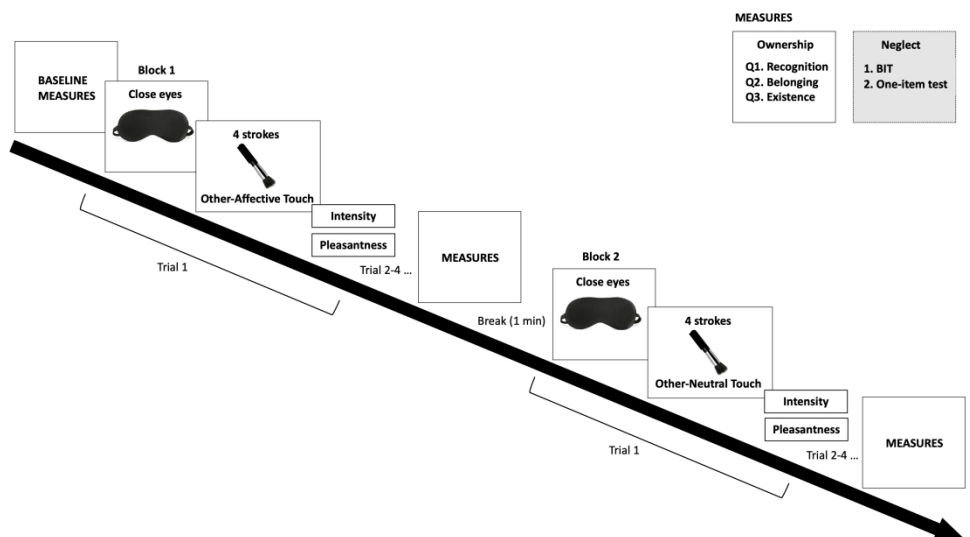 MEASURES
Ownership
Q1. Recognition
Q2. Belonging
Q3. Existence
Neglect
1. BIT
2. One-item test
BASELINE
MEASURES
Block 1
Close eyes
4 strokes
Other-Affective Touch
Intensity
Pleasantness
Trial 1
Trial 2-4 ...
MEASURES
Break (1 min)
Block 2
Close eyes
4 strokes
Other-Neutral Touch
Intensity
Pleasantness
Trial 1
Trial 2-4 ...
MEASURES